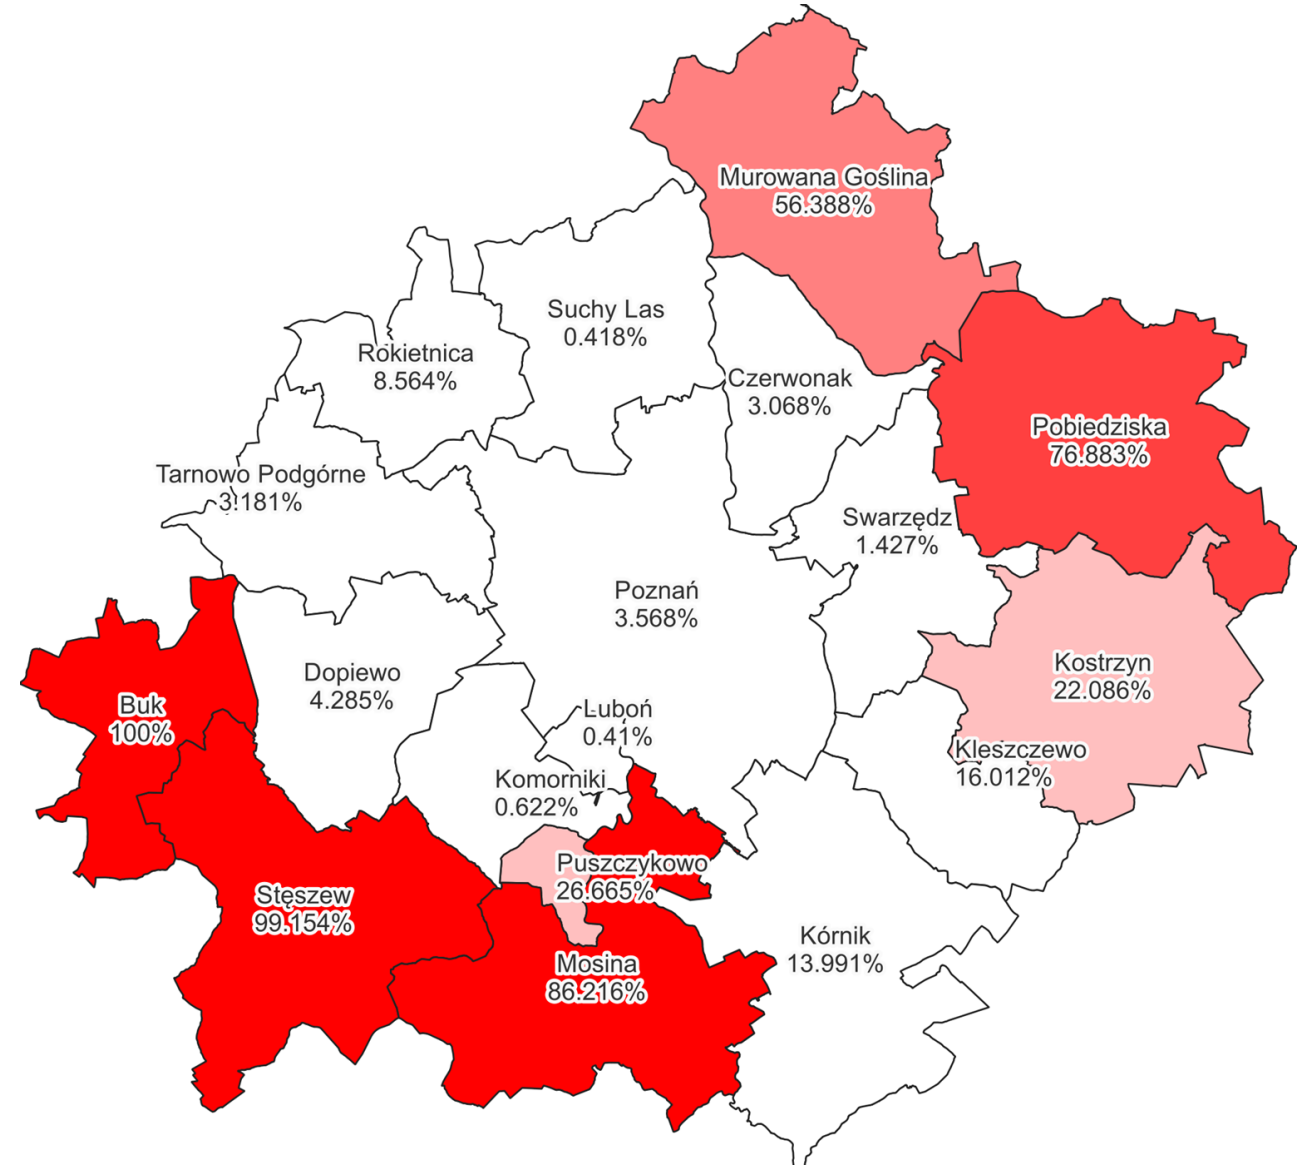 Murowana Goślina
56.388%
Suchy Las
0.418%
Rokietnica
8.564%
Czerwonak
3.068%
Pobiedziska
76.883%
Tarnowo Podgórne
3.181%
Swarzędz
1.427%
Poznań
3.568%
Dopiewo
4.285%
Kostrzyn
22.086%
Buk
100%
Luboń
0.41%
Kleszczewo
16.012%
Komorniki
0.622%
Puszczykowo
26.665%
Stęszew
99.154%
Kórnik
13.991%
Mosina
86.216%